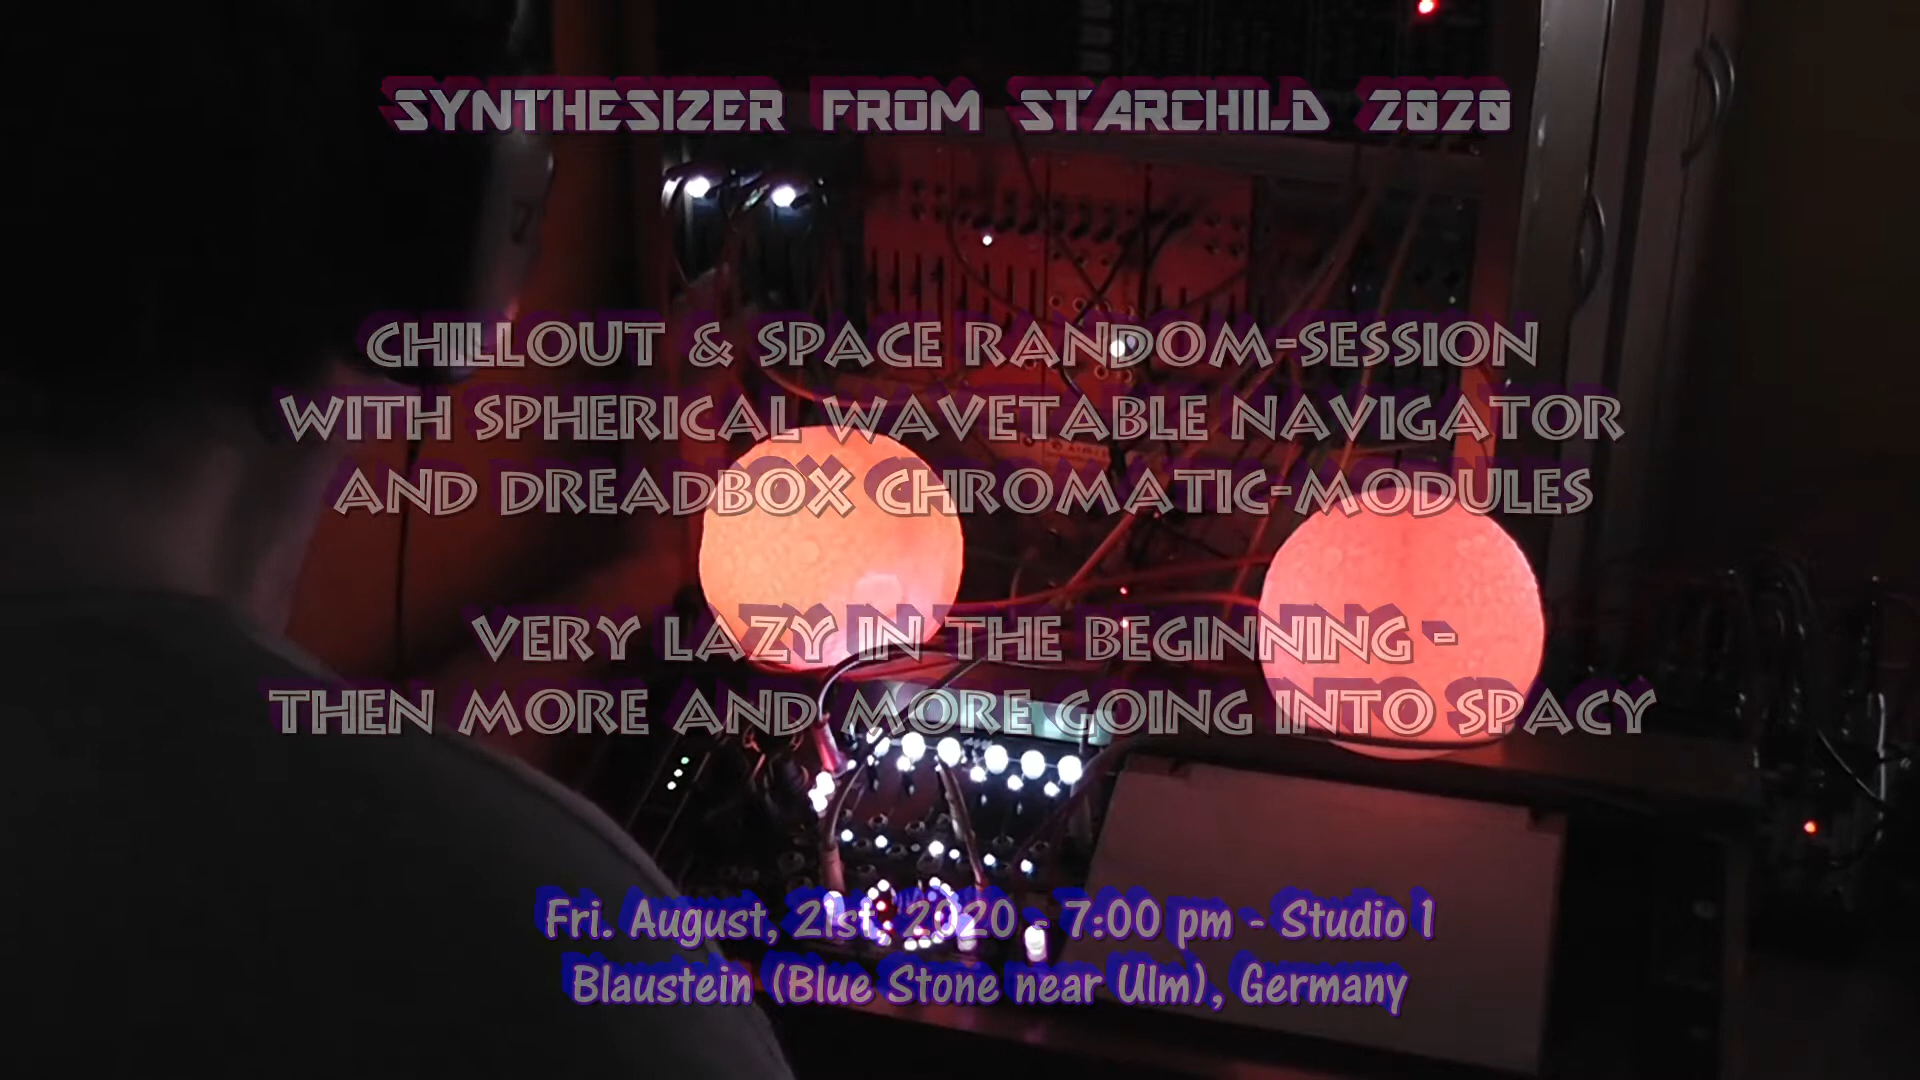 SYNTHESIZER FROM STARCHILD 2020
CHILLOUT & SPACE RANDOM-SESSION
WITH SPHERICAL WAVETABLE NAVIGATOR
AND DREADBOX CHROMATIC-MODULES
VERY LAZY IN THE BEGINNING -
THEN MORE AND MORE GOING INTO SPACY
Fri. August, 21st, 2020 - 7:00 pm - Studio 1
Blaustein (Blue Stone near Ulm), Germany